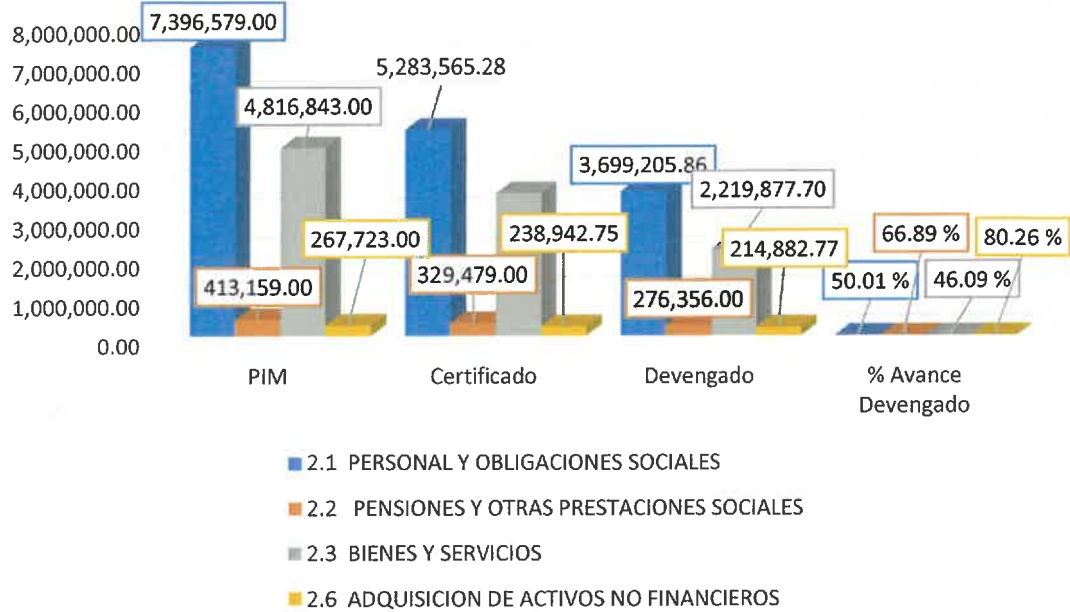 7,396,579.00
8,000,000.00
7,000,000.00
6,000,000.00
5,000,000.00
4,000,000.00
3,000,000.00
2,000,000.00
1,000,000.00
0.00
4,816,843.00
413,159.00
267,723.00
5,283,565.28
329,479.00
238,942.75
3,699,205.86
2,219,877.70
276,356.00
214,882.77
50.01 %
66.89 %
46.09 %
80.26 %
PIM
Certificado
Devengado
% Avance
Devengado
2.1 PERSONAL Y OBLIGACIONES SOCIALES
2.2 PENSIONES Y OTRAS PRESTACIONES SOCIALES
2.3 BIENES Y SERVICIOS
2.6 ADQUISICION DE ACTIVOS NO FINANCIEROS